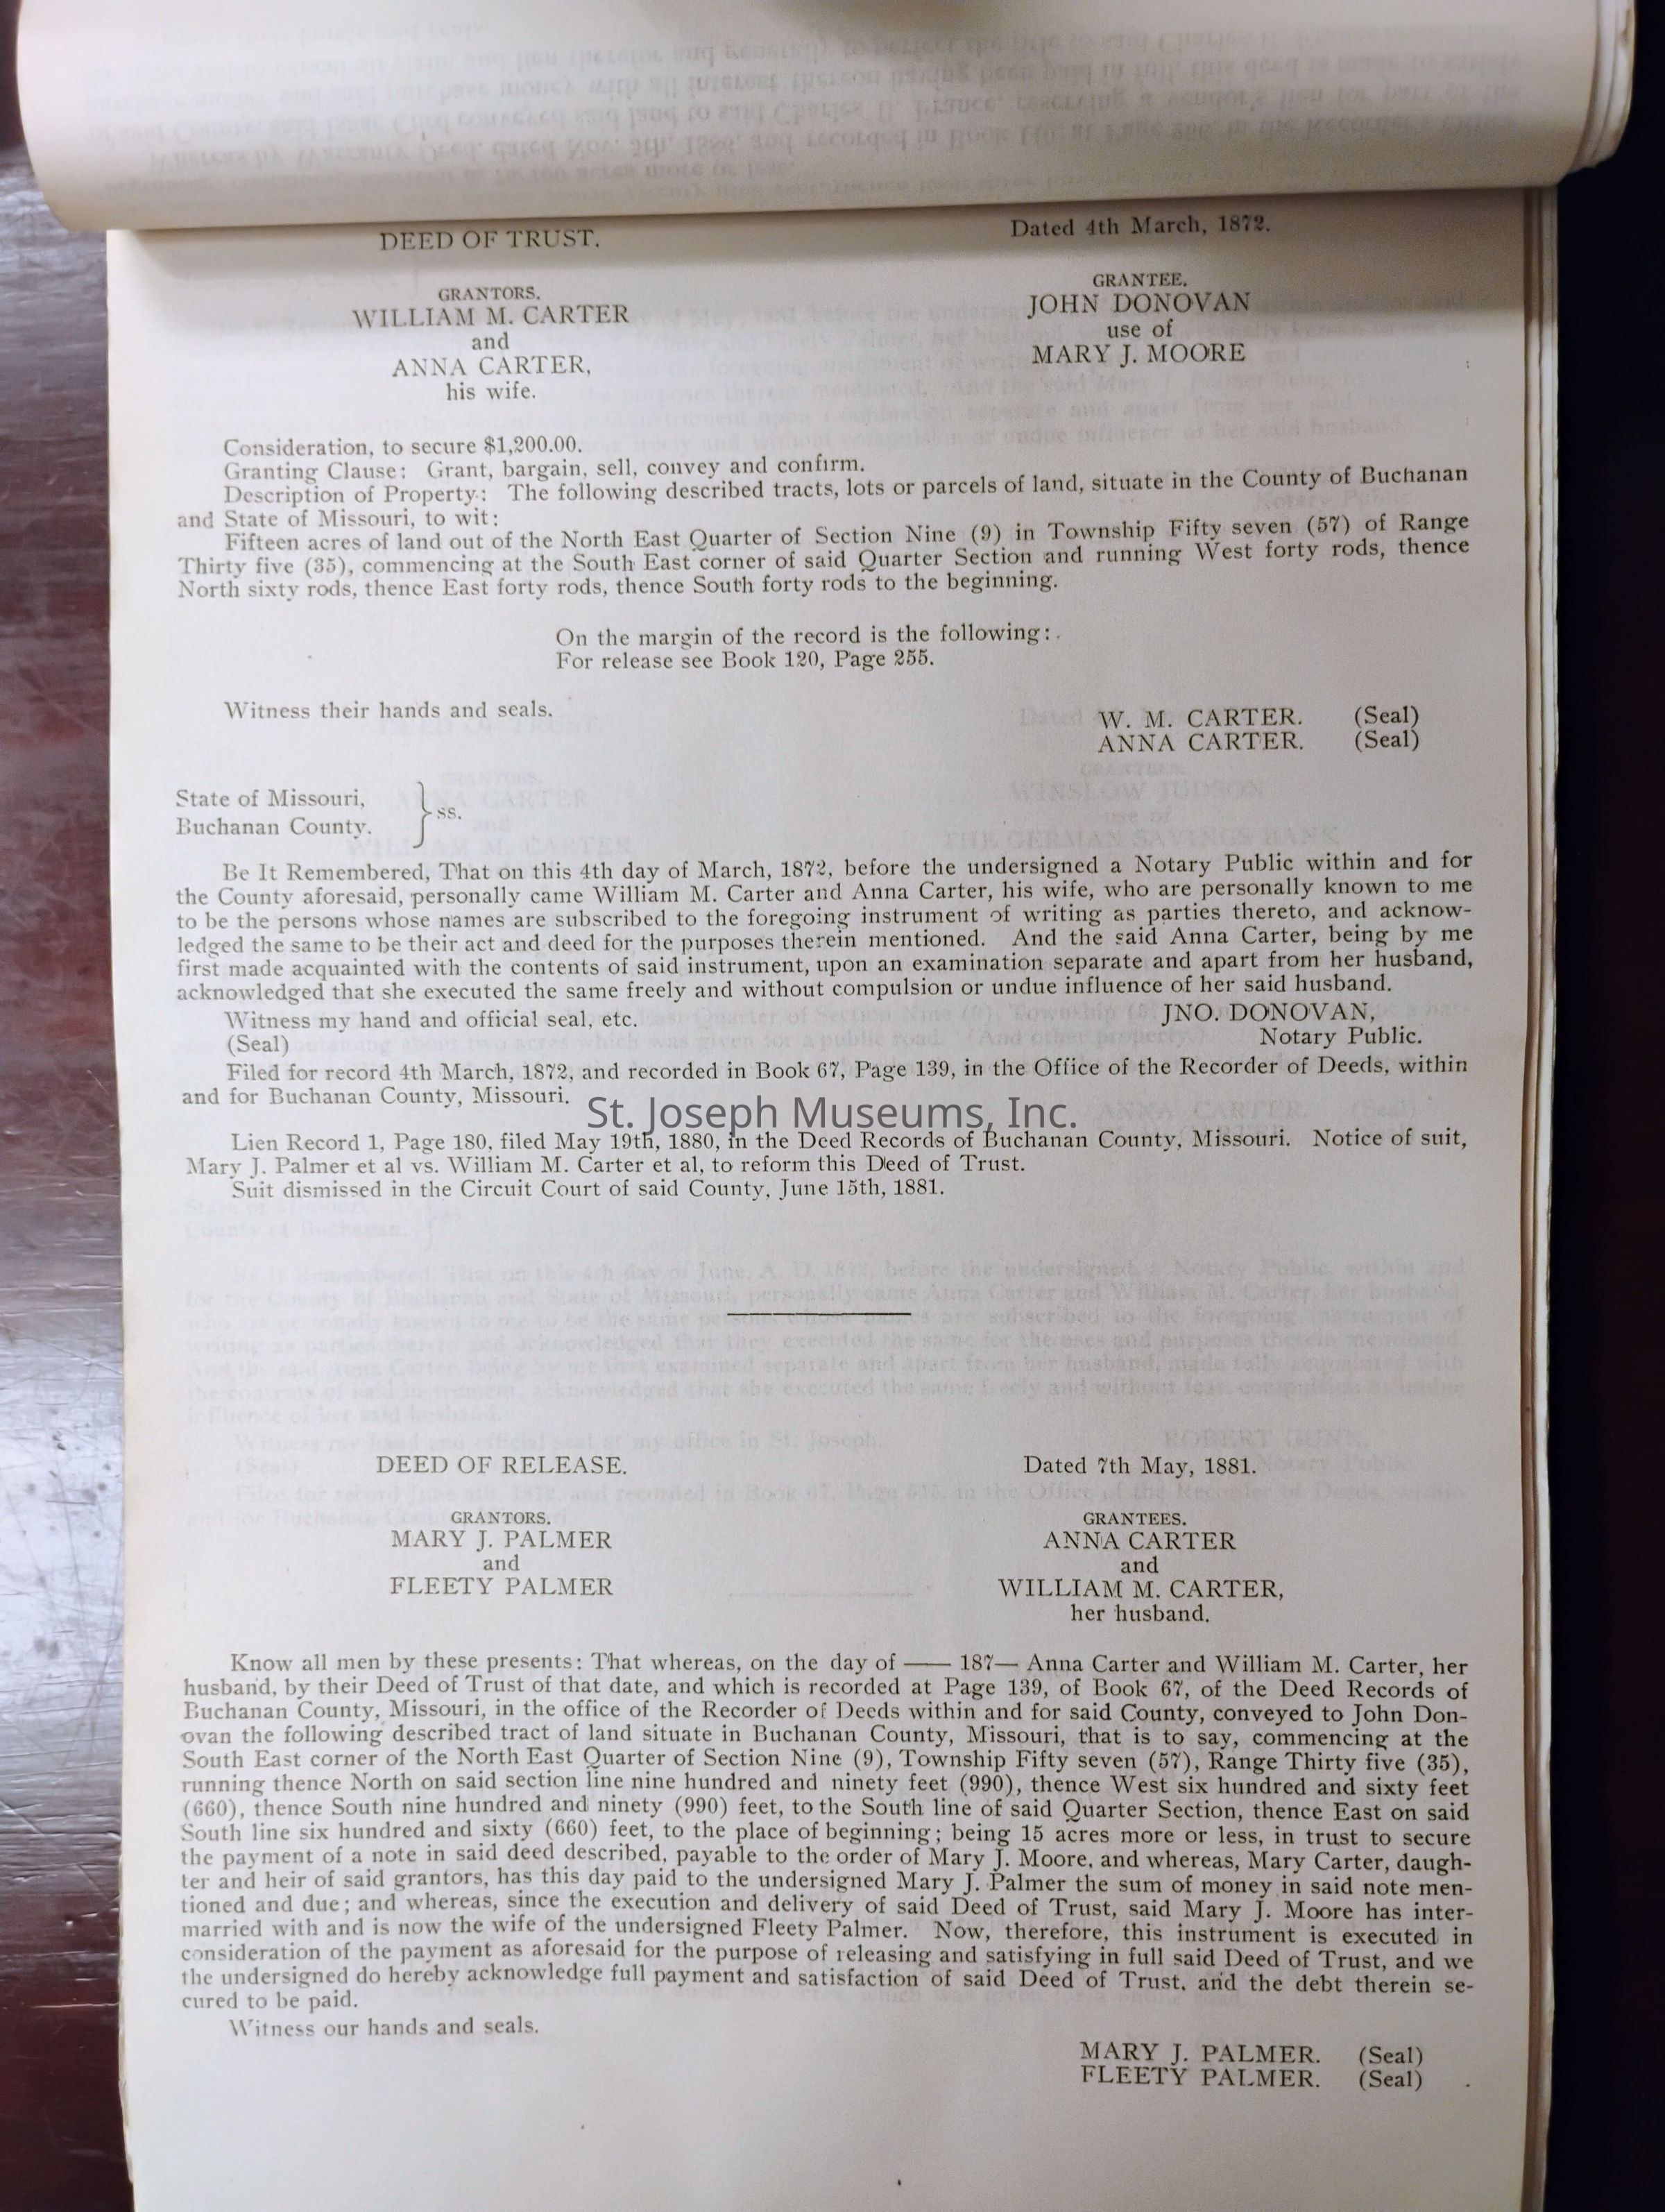 DEED OF TRUST.
Dated 4th March, 1872.
GRANTORS.
WILLIAM M. CARTER
and
ANNA CARTER,
his wife.
GRANTEE.
JOHN DONOVAN
use of
MARY J. MOORE
Consideration, to secure $1,200.00.
Granting Clause: Grant, bargain, sell, convey and confirm.
Description of Property: The following described tracts, lots or parcels of land, situate in the County of Buchanan
and State of Missouri, to wit:
Fifteen acres of land out of the North East Quarter of Section Nine (9) in Township Fifty seven (57) of Range
Thirty five (35), commencing at the South East corner of said Quarter Section and running West forty rods, thence
North sixty rods, thence East forty rods, thence South forty rods to the beginning.
On the margin of the record is the following:
For release see Book 120, Page 255.
Witness their hands and seals.
W. M. CARTER. (Seal)
ANNA CARTER. (Seal)
State of Missouri,
Buchanan County. } ss.
Be It Remembered, That on this 4th day of March, 1872, before the undersigned a Notary Public within and for
the County aforesaid, personally came William M. Carter and Anna Carter, his wife, who are personally known to me
to be the persons whose names are subscribed to the foregoing instrument of writing as parties thereto, and acknow-
ledged the same to be their act and deed for the purposes therein mentioned. And the said Anna Carter, being by me
first made acquainted with the contents of said instrument, upon an examination separate and apart from her husband,
acknowledged that she executed the same freely and without compulsion or undue influence of her said husband.
Witness my hand and official seal, etc.
JNO. DONOVAN,
(Seal)
Notary Public.
Filed for record 4th March, 1872, and recorded in Book 67, Page 139, in the Office of the Recorder of Deeds, within
and for Buchanan County, Missouri.
St. Joseph Museums, Inc.
Lien Record 1, Page 180, filed May 19th, 1880, in the Deed Records of Buchanan County, Missouri. Notice of suit,
Mary J. Palmer et al vs. William M. Carter et al, to reform this Deed of Trust.
Suit dismissed in the Circuit Court of said County, June 15th, 1881.
DEED OF RELEASE.
Dated 7th May, 1881.
GRANTORS.
MARY J. PALMER
and
FLEETY PALMER
GRANTEES.
ANNA CARTER
and
WILLIAM M. CARTER,
her husband.
Know all men by these presents: That whereas, on the day of —— 187— Anna Carter and William M. Carter, her
husband, by their Deed of Trust of that date, and which is recorded at Page 139, of Book 67, of the Deed Records of
Buchanan County, Missouri, in the office of the Recorder of Deeds within and for said County, conveyed to John Don-
ovan the following described tract of land situate in Buchanan County, Missouri, that is to say, commencing at the
South East corner of the North East Quarter of Section Nine (9), Township Fifty seven (57), Range Thirty five (35),
running thence North on said section line nine hundred and ninety feet (990), thence West six hundred and sixty feet
(660), thence South nine hundred and ninety (990) feet, to the South line of said Quarter Section, thence East on said
South line six hundred and sixty (660) feet, to the place of beginning; being 15 acres more or less, in trust to secure
the payment of a note in said deed described, payable to the order of Mary J. Moore, and whereas, Mary Carter, daugh-
ter and heir of said grantors, has this day paid to the undersigned Mary J. Palmer the sum of money in said note men-
tioned and due; and whereas, since the execution and delivery of said Deed of Trust, said Mary J. Moore has inter-
married with and is now the wife of the undersigned Fleety Palmer. Now, therefore, this instrument is executed in
consideration of the payment as aforesaid for the purpose of releasing and satisfying in full said Deed of Trust, and we
the undersigned do hereby acknowledge full payment and satisfaction of said Deed of Trust, and the debt therein se-
cured to be paid.
Witness our hands and seals.
MARY J. PALMER. (Seal)
FLEETY PALMER. (Seal)